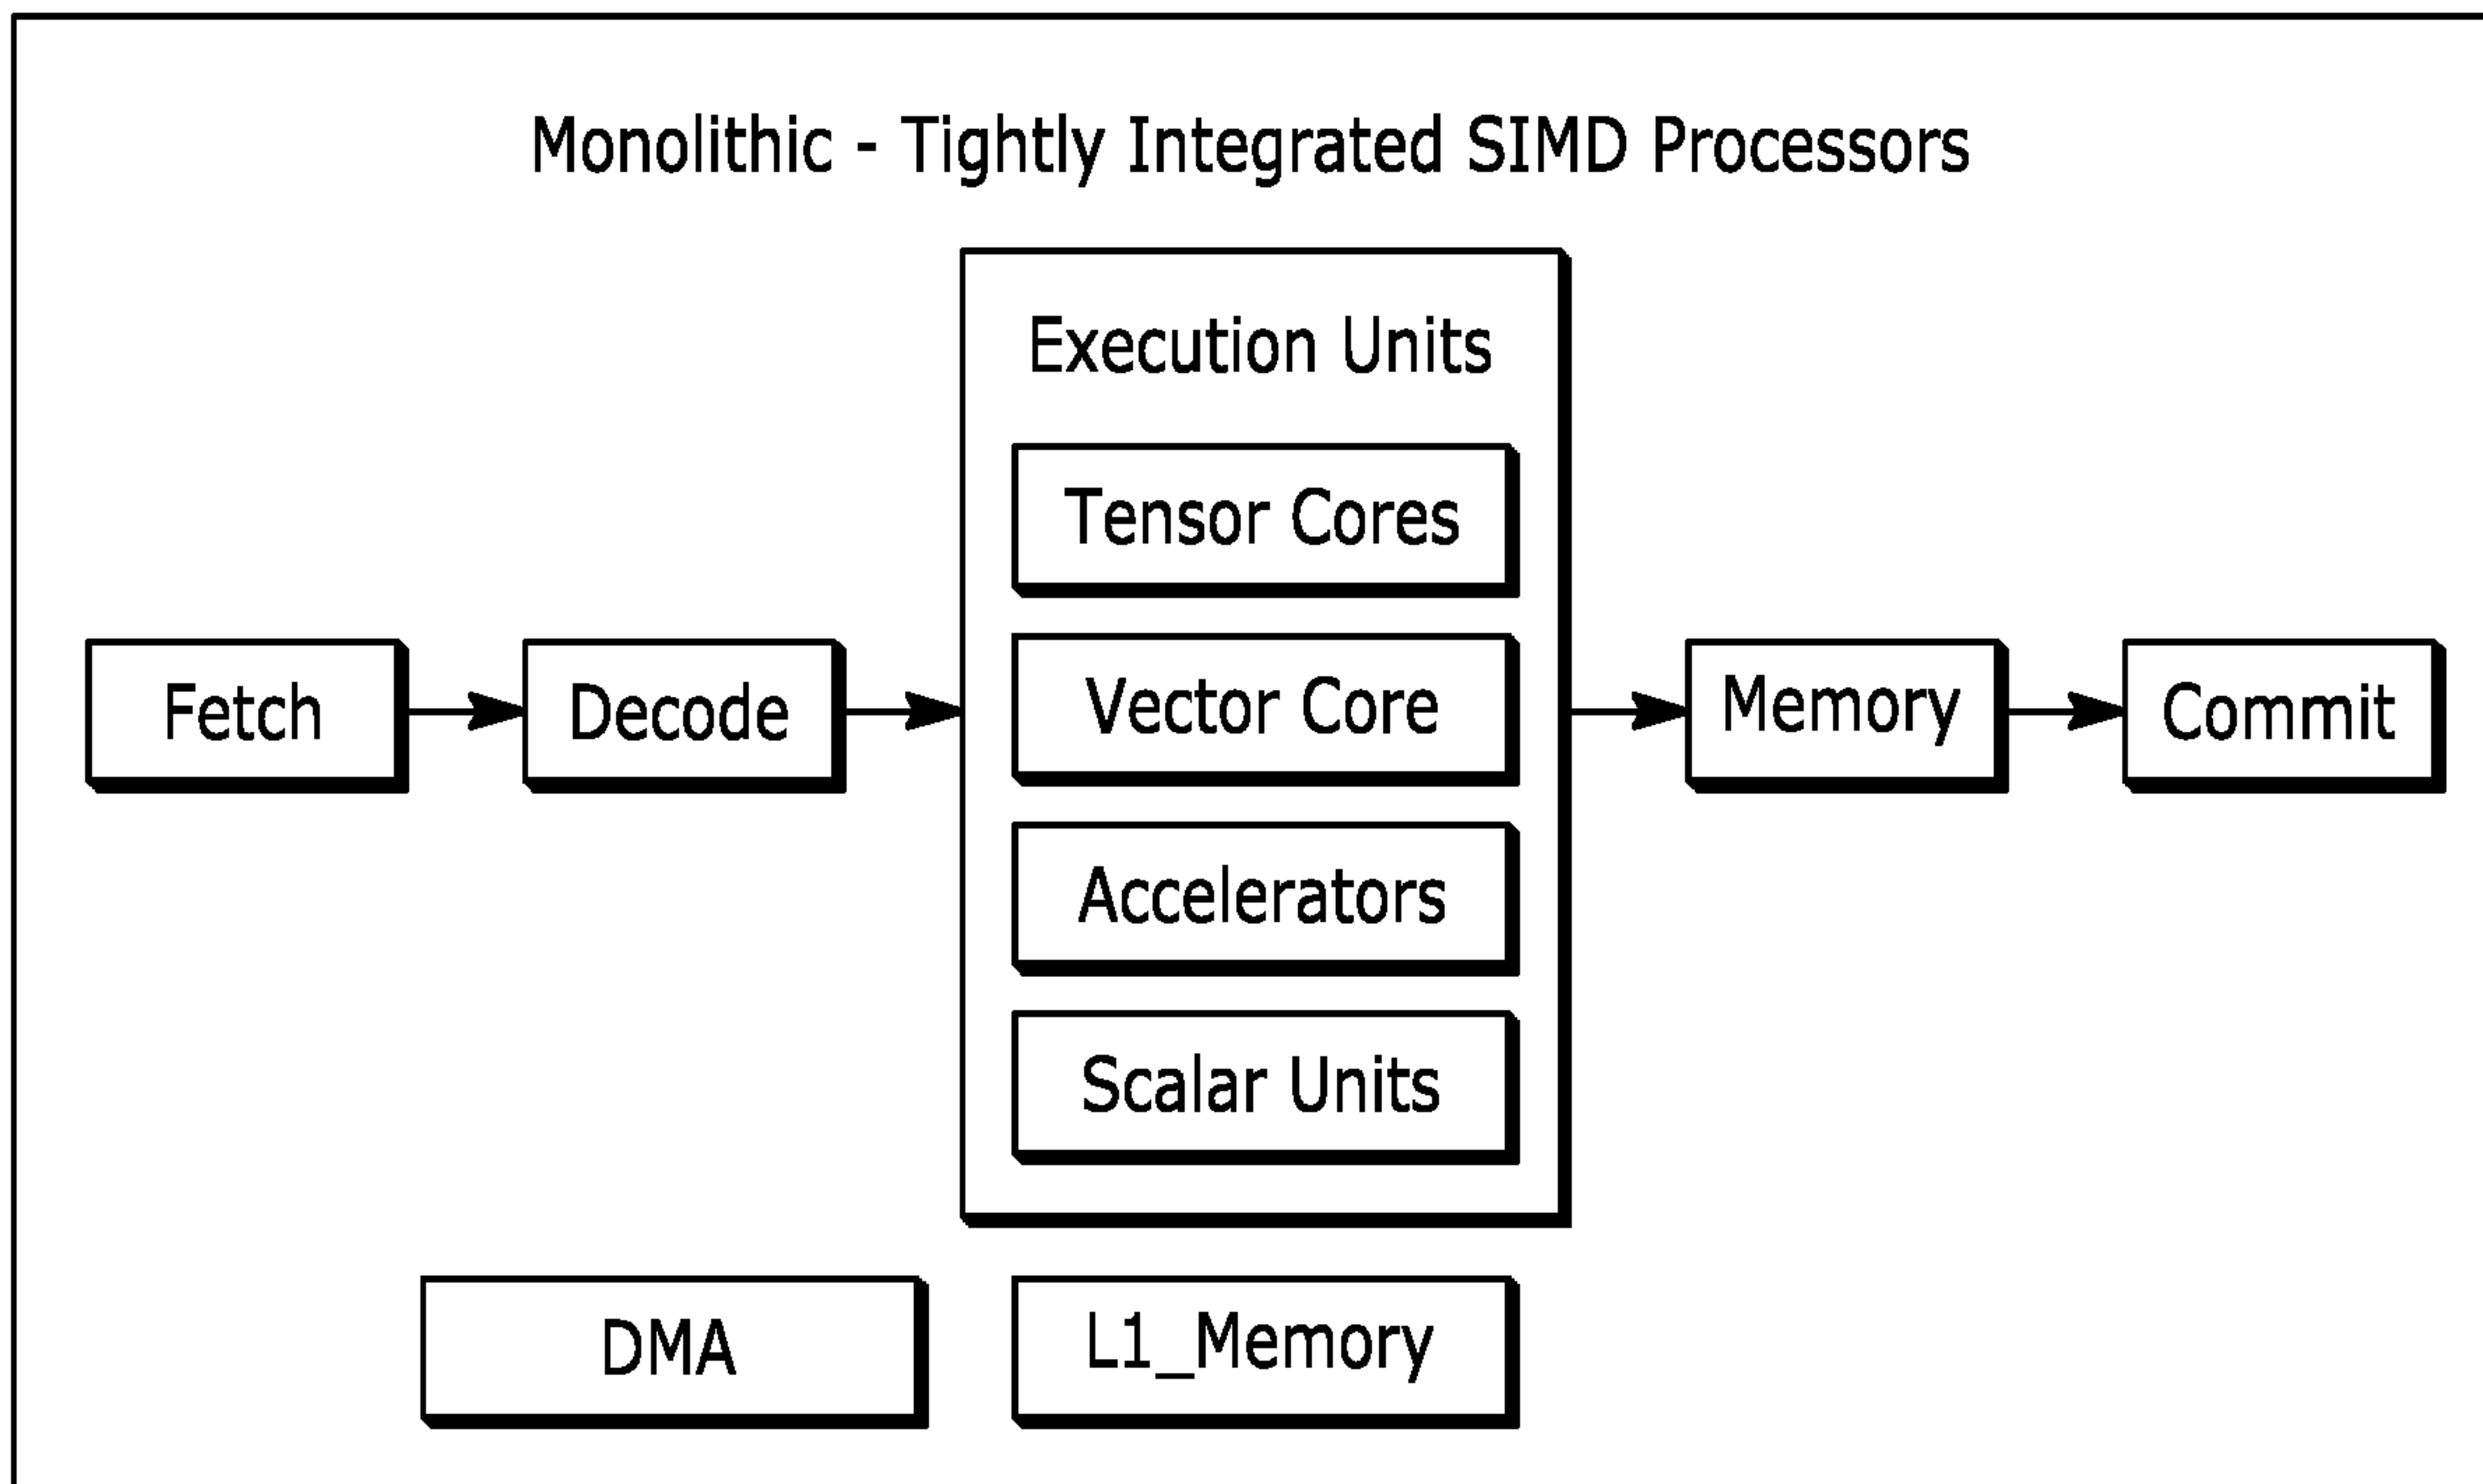 Monolithic - Tightly Integrated SIMD Processors
Execution Units
Tensor Cores
Fetch
Decode
Vector Core
Memory
Commit
Accelerators
Scalar Units
DMA
L1_Memory